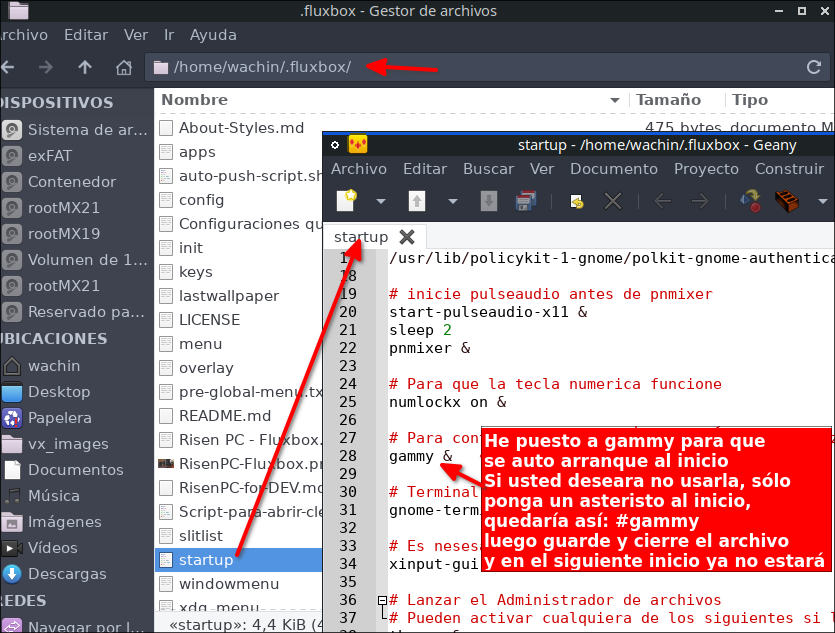 .fluxbox - Gestor de archivos
rchivo Editar Ver Ir Ayuda
/home/wachin/.fluxbox/
DISPOSITIVOS
Sistema de ar...
exFAT
Contenedor
rootMX21
rootMX19
Volumen de 1...
rootMX21
Reservado pa...
UBICACIONES
wachin
Desktop
Papelera
vx_images
Documentos
Música
Imágenes
Vídeos
Descargas
REDES
Navegar por l...
Nombre Tamaño Tipo
About-Styles.md 475 bytes documento M
apps
auto-push-script.sh
config
Configuraciones qu
init
keys
lastwallpaper
LICENSE
menu
overlay
pre-global-menu.tx
README.md
Risen PC - Fluxbox.
RisenPC-Fluxbox.pr
RisenPC-for-DEV.md
Script-para-abrir-cle
slitlist
startup
windowmenu
xdg_menu
«startup»: 4,4 KiB (4
startup - /home/wachin/.fluxbox - Geany
Archivo Editar Buscar Ver Documento Proyecto Construir
startup
17 /usr/lib/policykit-1-gnome/polkit-gnome-authentica
18
19 # inicie pulseaudio antes de pnmixer
20 start-pulseaudio-x11 &
21 sleep 2
22 pnmixer &
23
24 # Para que la tecla numerica funcione
25 numlockx on &
26
27 # Para con
28 gammy &
29
30 # Terminal
31 gnome-term
32
33 # Es neses
34 xinput-gui
35
36 # Lanzar el Administrador de archivos
37 # Pueden activar cualquiera de los siguientes si l
38
He puesto a gammy para que
se auto arranque al inicio
Si usted deseara no usarla, sólo
ponga un asteristo al inicio,
quedaría así: #gammy
luego guarde y cierre el archivo
y en el siguiente inicio ya no estará